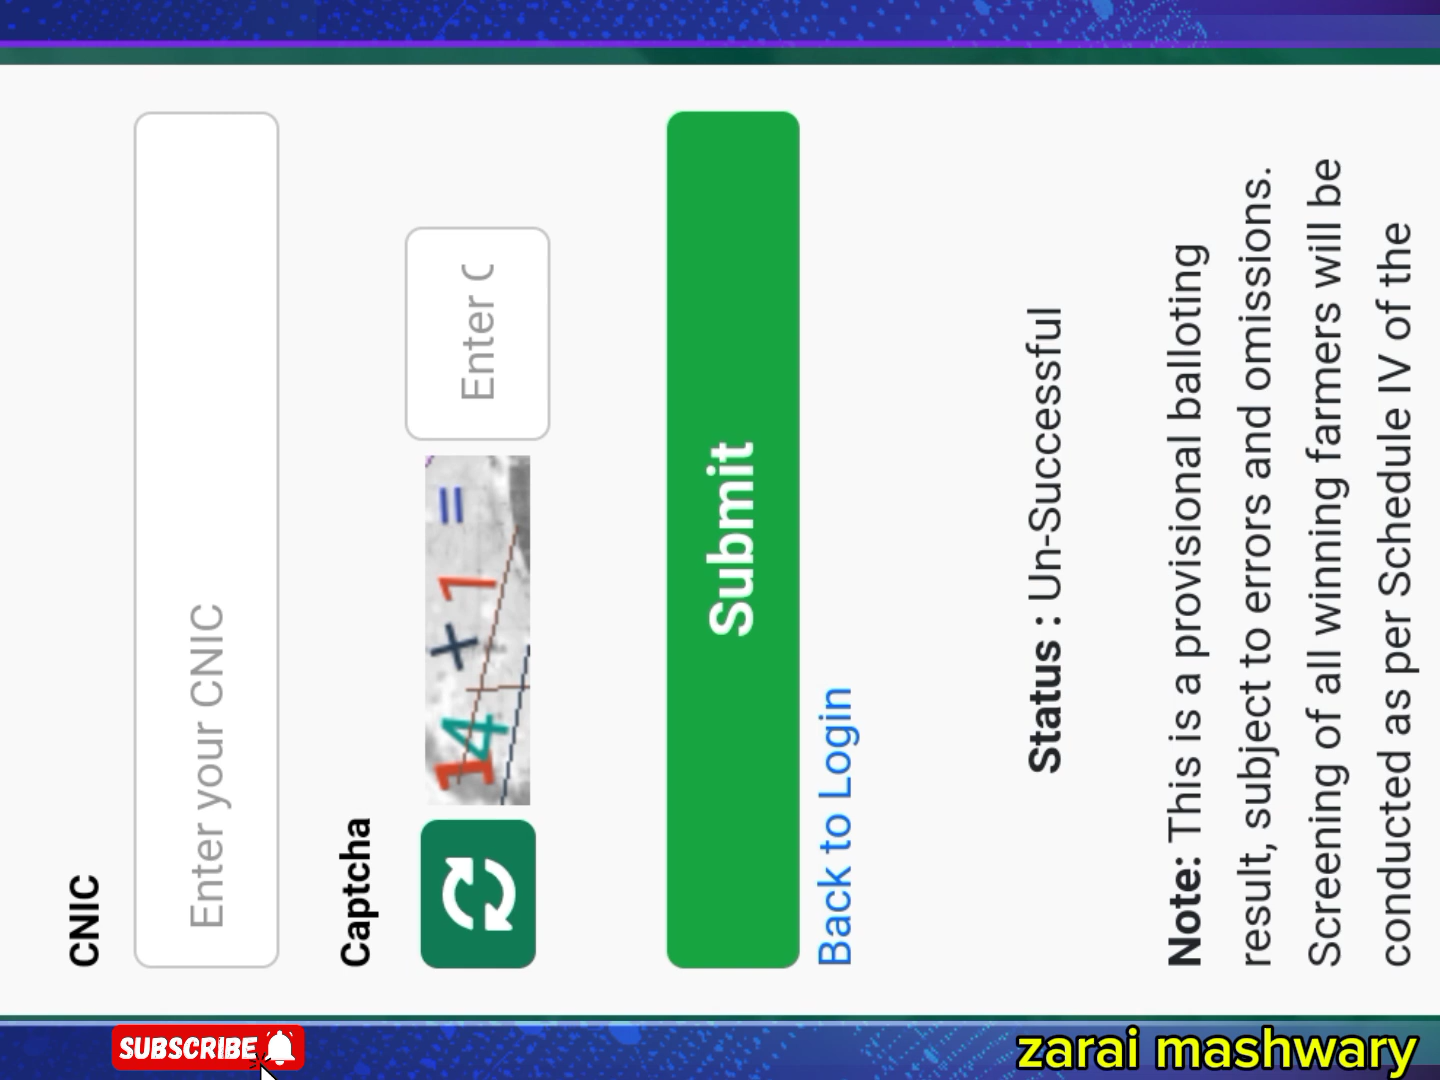 CNIC
Enter your CNIC
Captcha
14 + 1 =
Enter C
Submit
Back to Login
Status : Un-Successful
Note: This is a provisional balloting
result, subject to errors and omissions.
Screening of all winning farmers will be
conducted as per Schedule IV of the
SUBSCRIBE
zarai mashwary